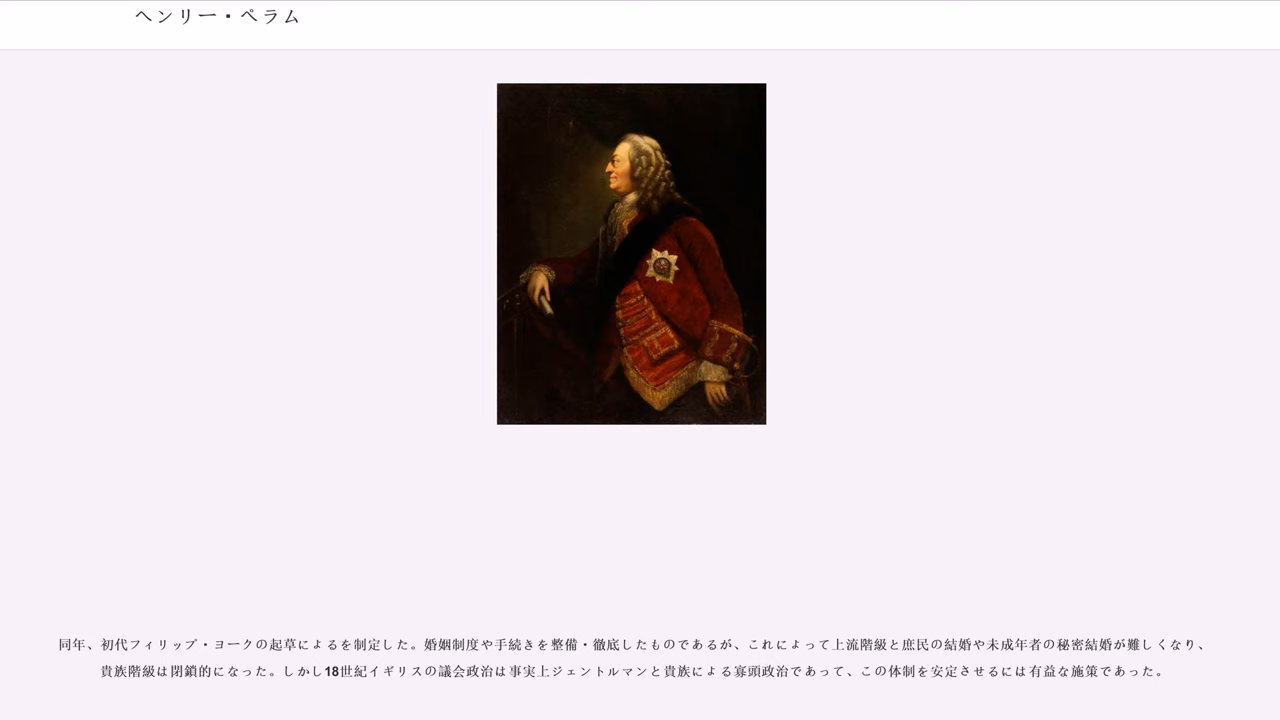 ヘンリー・ペラム
同年、初代フィリップ・ヨークの起草によるを制定した。婚姻制度や手続きを整備・徹底したものであるが、これによって上流階級と庶民の結婚や未成年者の秘密結婚が難しくなり、
貴族階級は閉鎖的になった。しかし18世紀イギリスの議会政治は事実上ジェントルマンと貴族による寡頭政治であって、この体制を安定させるには有益な施策であった。